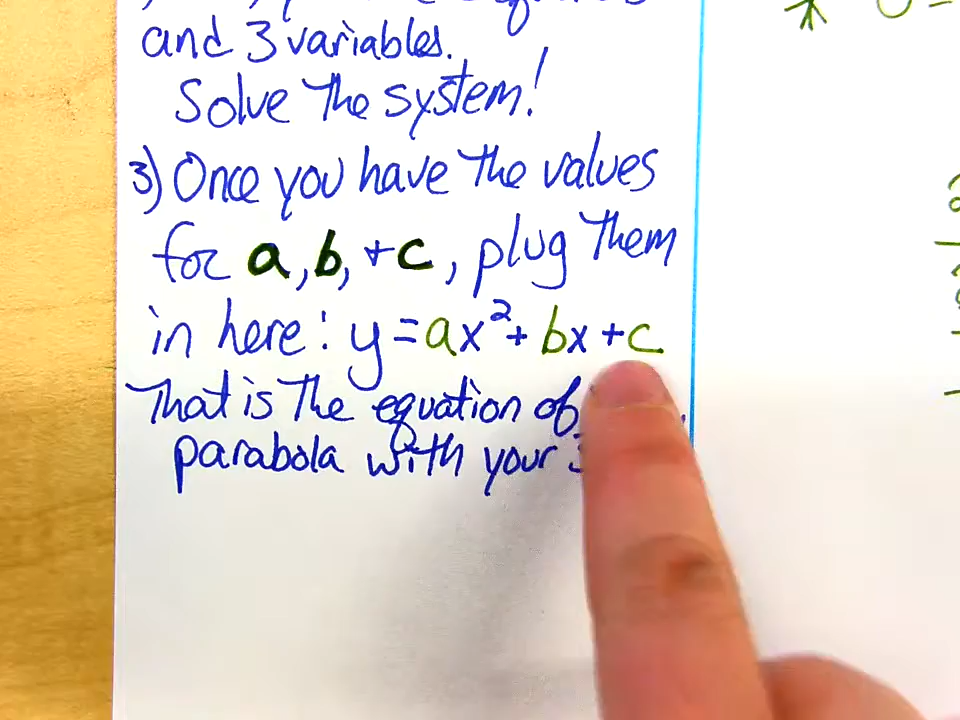 and 3 variables.
Solve the system!
3) Once you have the values
for a, b, + c, plug them
in here: y = ax² + bx + c
That is the equation of
parabola with your